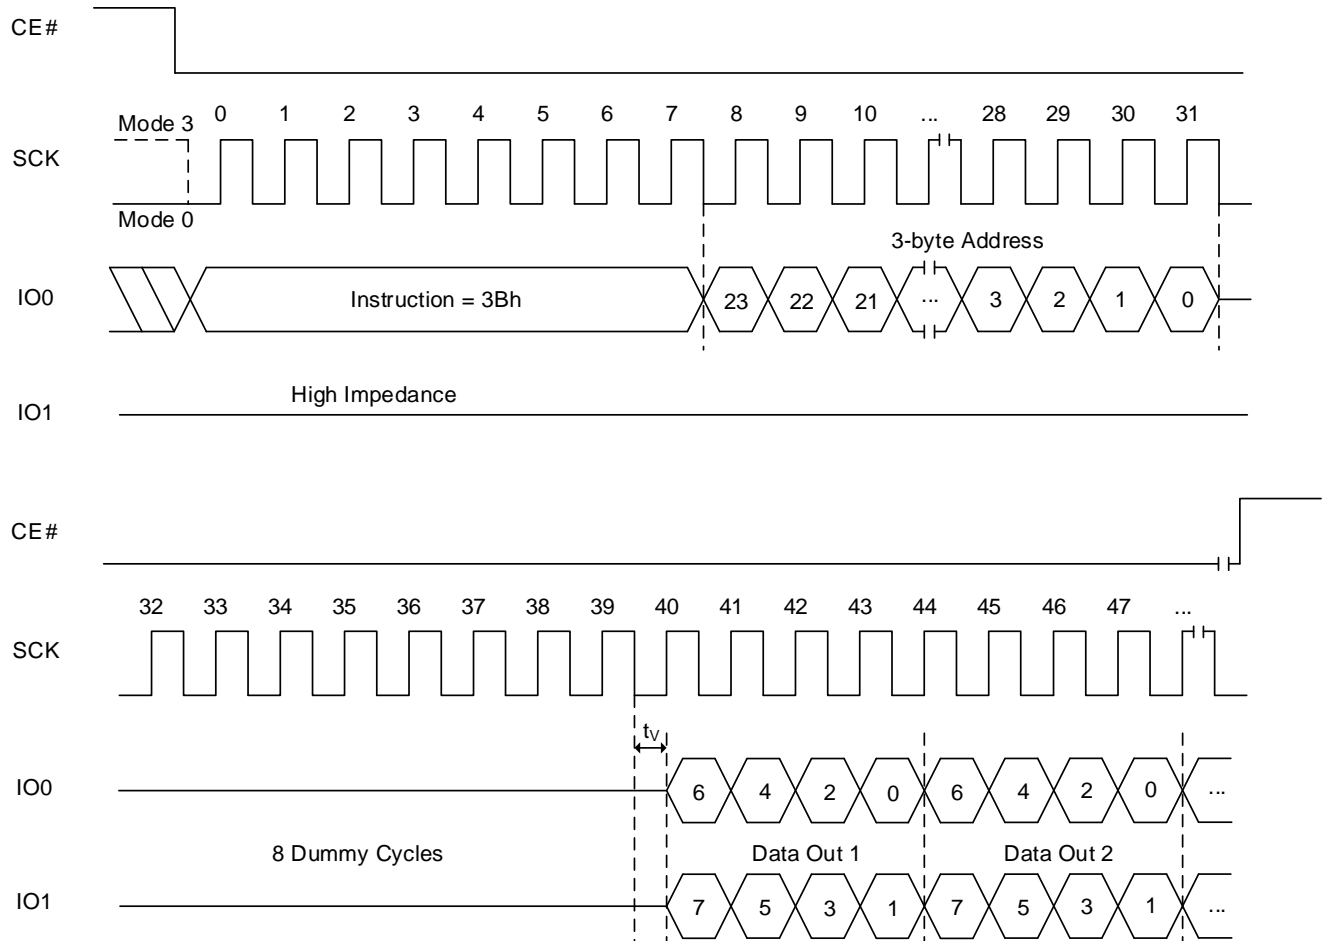 CE#
Mode 3 0 1 2 3 4 5 6 7 8 9 10 ... 28 29 30 31
SCK
Mode 0
3-byte Address
IO0 Instruction = 3Bh 23 22 21 ... 3 2 1 0
High Impedance
IO1
CE#
32 33 34 35 36 37 38 39 40 41 42 43 44 45 46 47 ...
SCK
tV
IO0 6 4 2 0 6 4 2 0 ...
8 Dummy Cycles Data Out 1 Data Out 2
IO1 7 5 3 1 7 5 3 1 ...